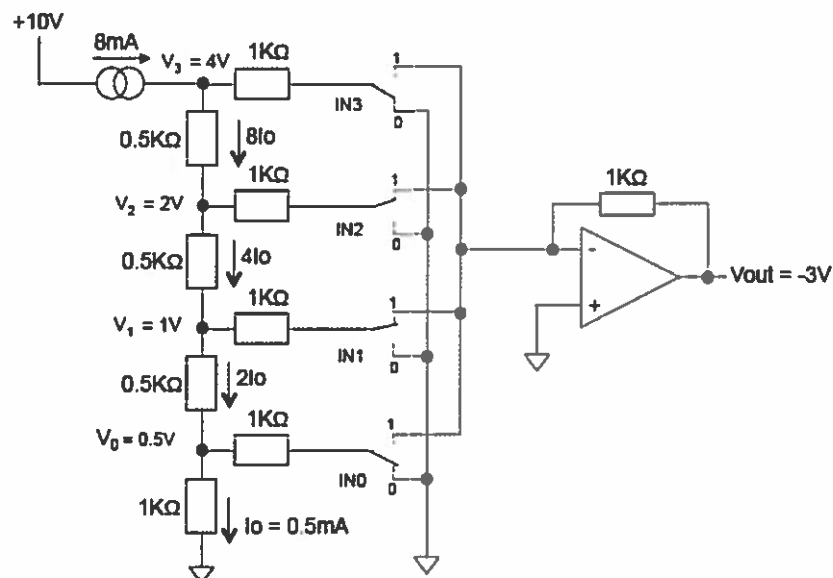 +10V
8mA
V₃ = 4V
1KΩ
1
IN3
0
0.5KΩ
8Io
1KΩ
1
V₂ = 2V
IN2
0
1KΩ
0.5KΩ
4Io
1KΩ
1
Vout = -3V
-
+
V₁ = 1V
IN1
0
0.5KΩ
2Io
1KΩ
1
V₀ = 0.5V
IN0
0
1KΩ
Io = 0.5mA